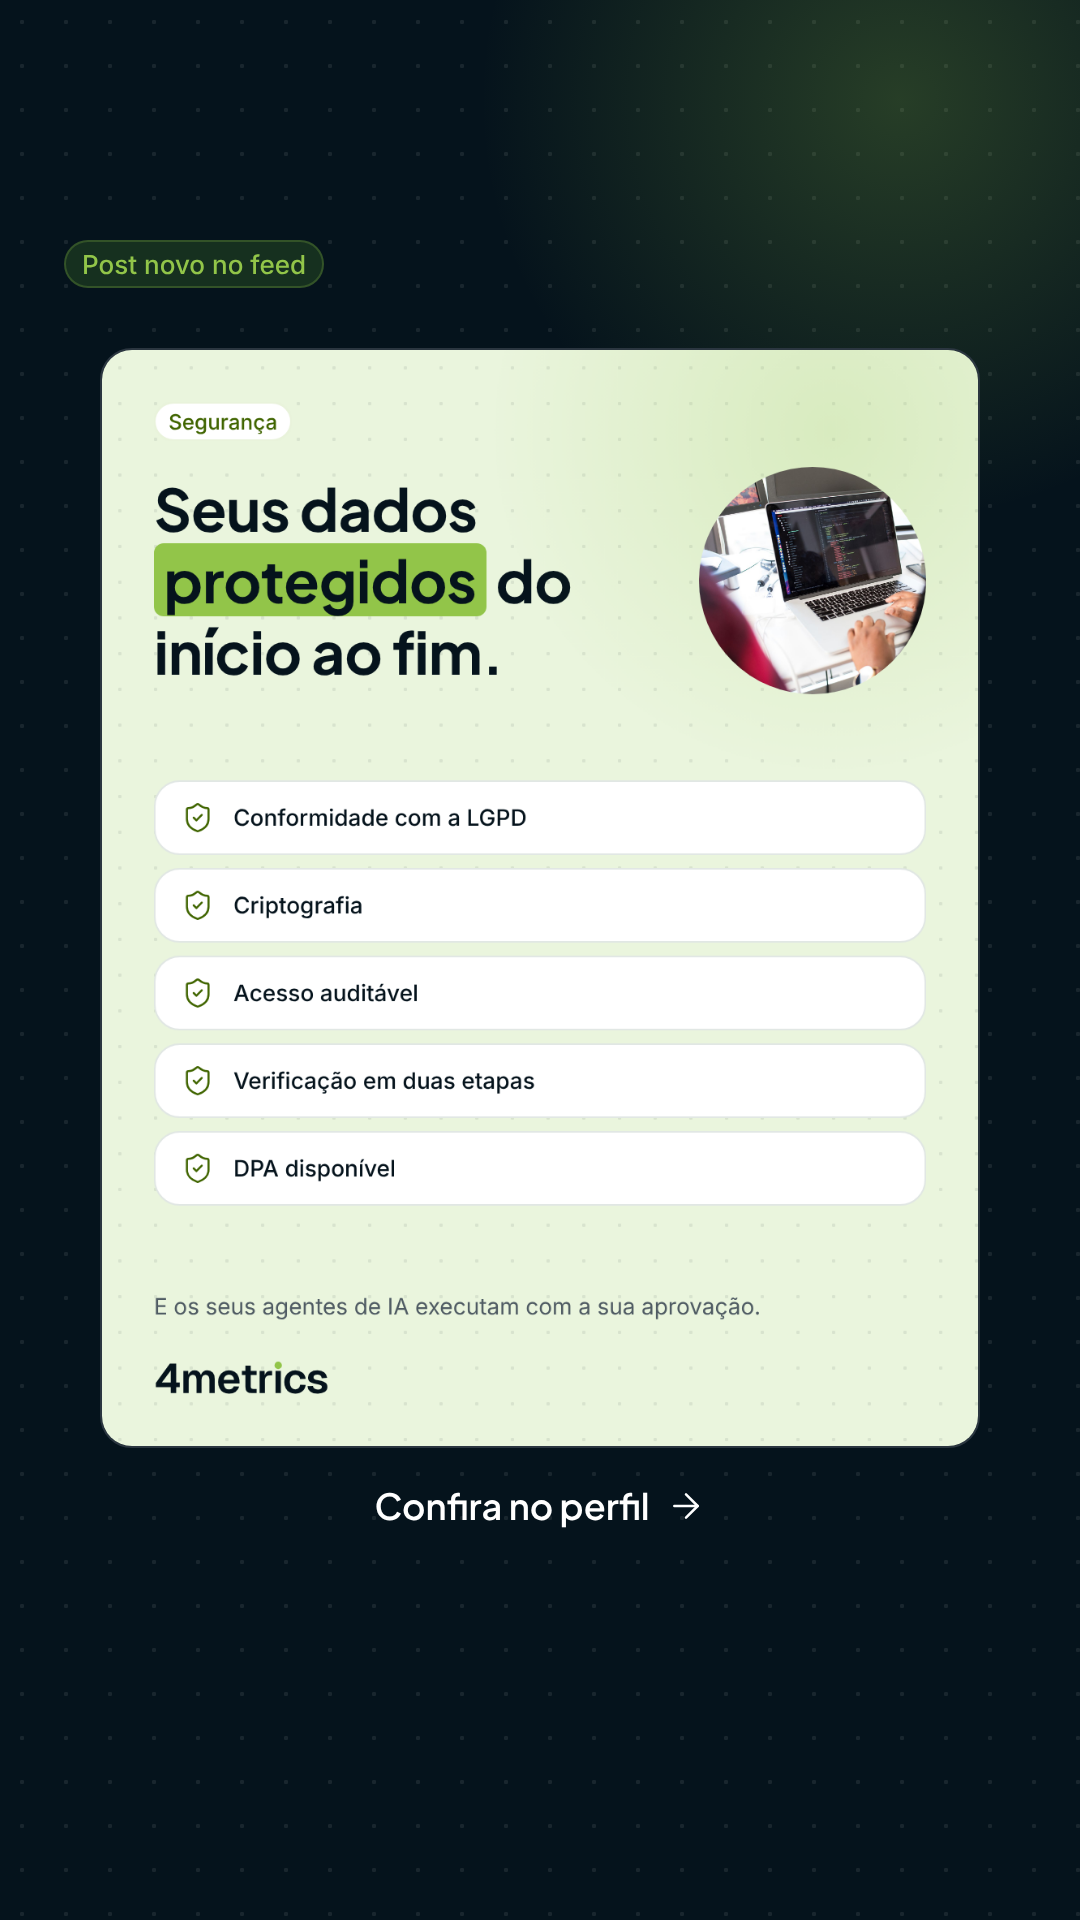 Post novo no feed
Segurança
Seus dados
protegidos do
início ao fim.
Conformidade com a LGPD
Criptografia
Acesso auditável
Verificação em duas etapas
DPA disponível
E os seus agentes de IA executam com a sua aprovação.
4metrics
Confira no perfil →